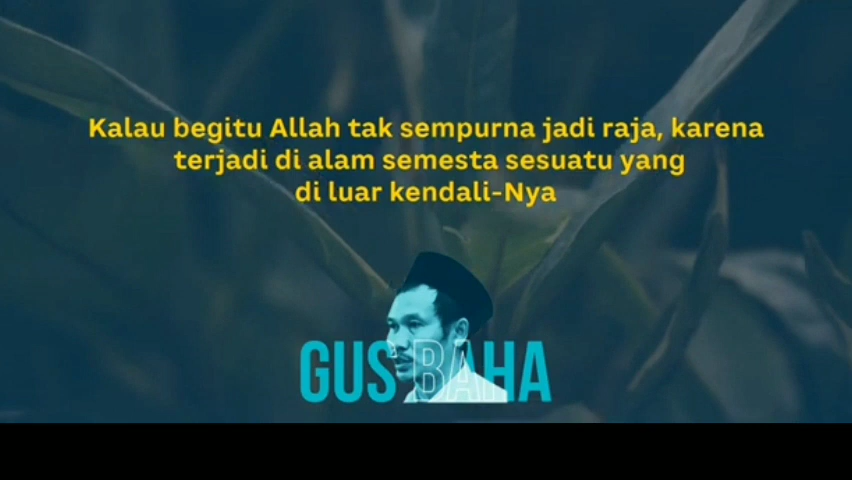 Kalau begitu Allah tak sempurna jadi raja, karena
terjadi di alam semesta sesuatu yang
di luar kendali-Nya
GUS BAHA